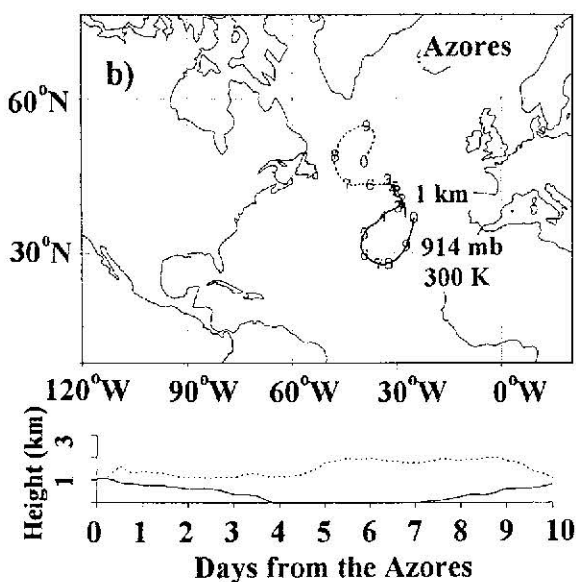 Azores
b)
60°N
1 km
914 mb
300 K
30°N
120°W 90°W 60°W 30°W 0°W
Height (km)
3
1
0 1 2 3 4 5 6 7 8 9 10
Days from the Azores